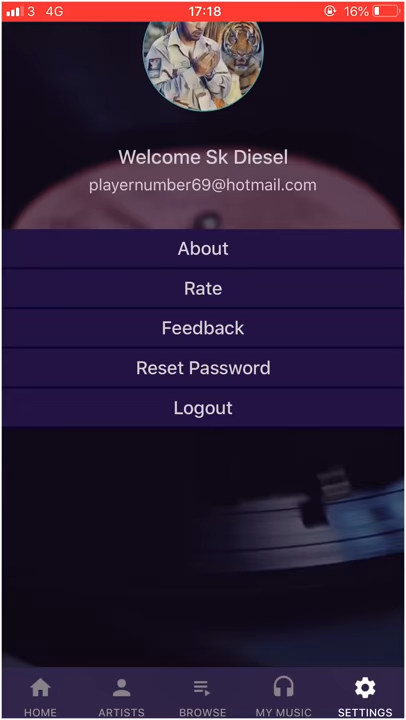 3 4G 17:18 16%
Welcome Sk Diesel
playernumber69@hotmail.com
About
Rate
Feedback
Reset Password
Logout
HOME ARTISTS BROWSE MY MUSIC SETTINGS